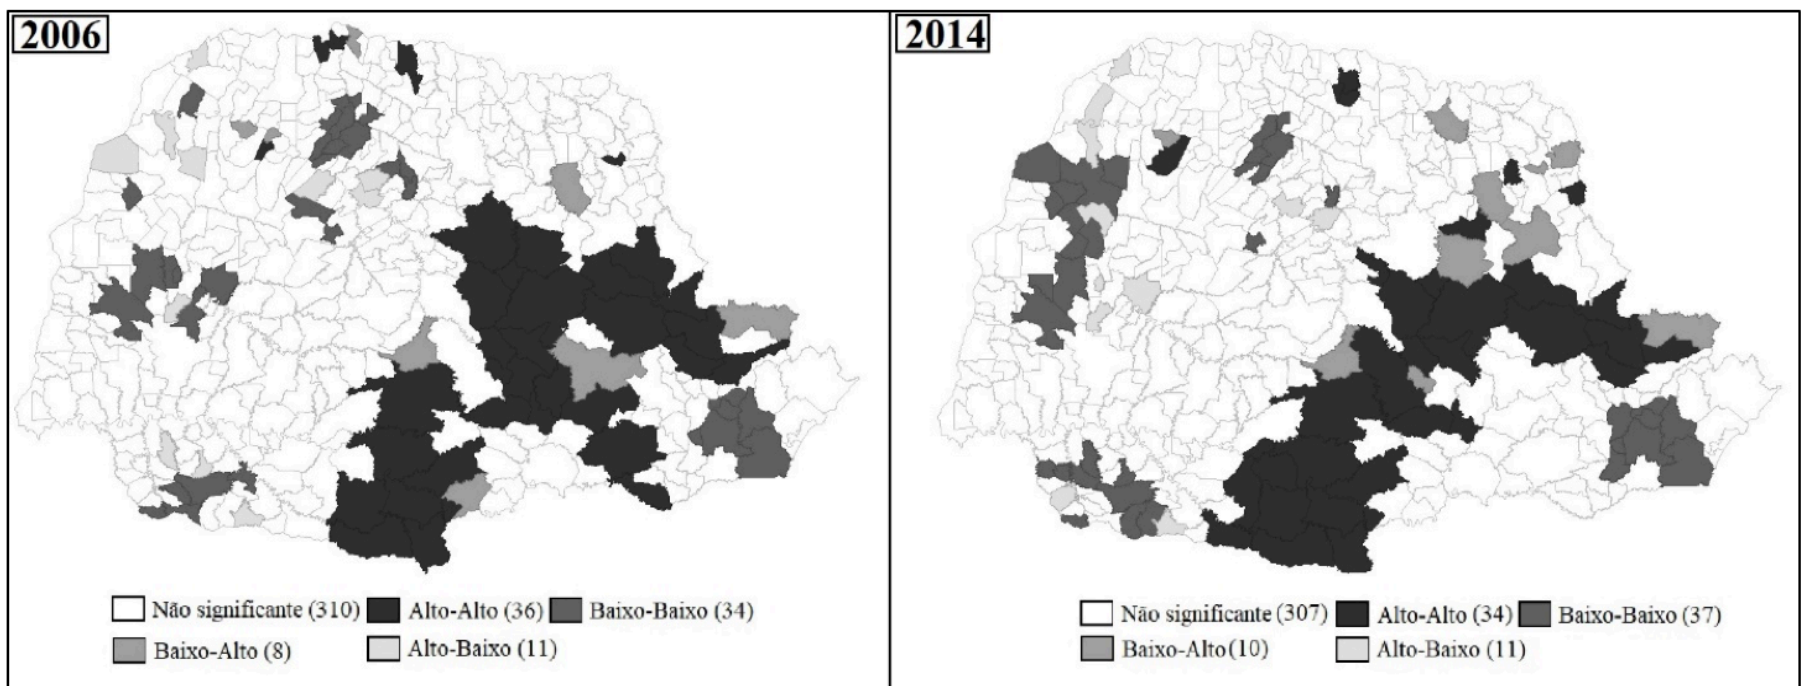 2006
Não significante (310) Alto-Alto (36) Baixo-Baixo (34)
Baixo-Alto (8) Alto-Baixo (11)
2014
Não significante (307) Alto-Alto (34) Baixo-Baixo (37)
Baixo-Alto (10) Alto-Baixo (11)